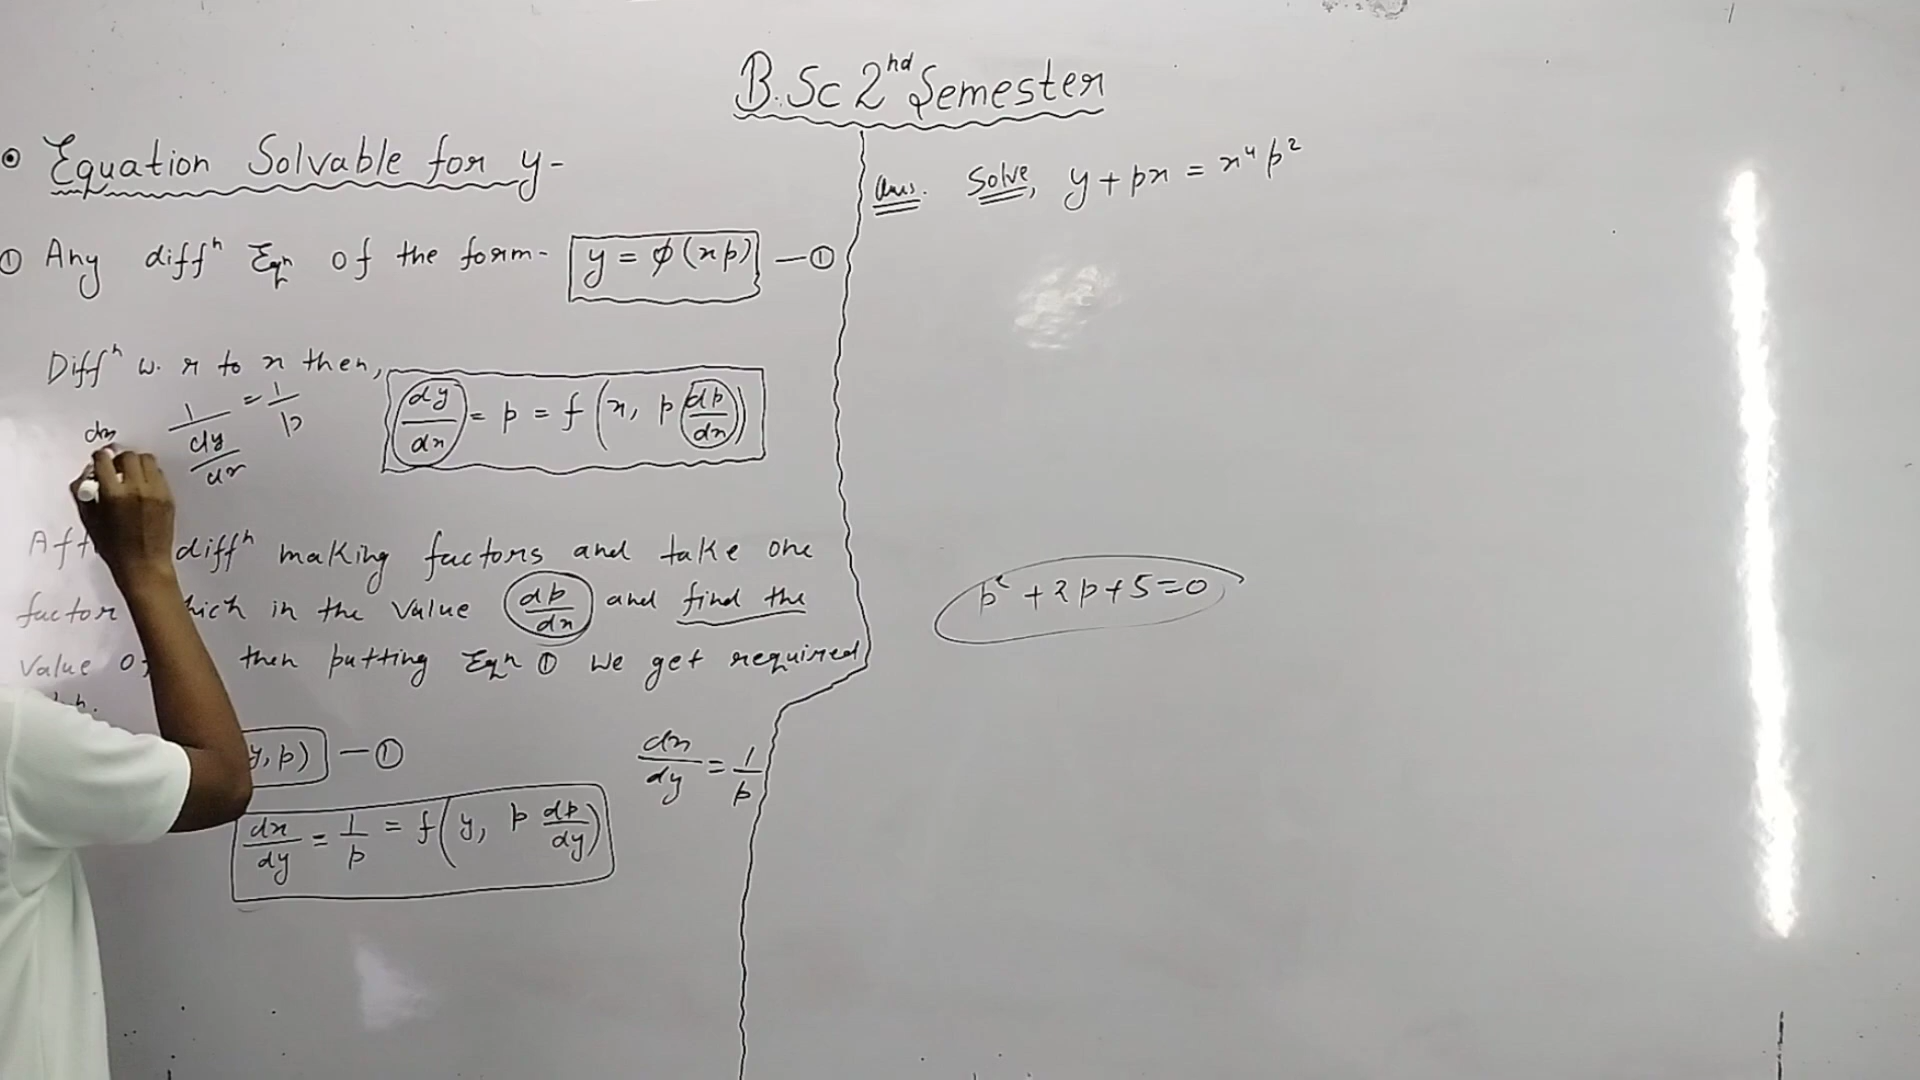 B.Sc 2nd Semester
• Equation Solvable for y-
① Any diffn Eqn of the form- y = φ(xp) —①
Diffn w. r to x then,
dy/dx = p = f(x, p dp/dx)
1/(dy/dx) = 1/p
dx
diffn making factors and take one
factor in the value dp/dx and find the
Value then putting Eqn ① we get required
y, p) —①
dx/dy = 1/p
dx/dy = 1/p = f(y, p dp/dy)
Ans. Solve, y + px = x⁴p²
p² + 2p + 5 = 0